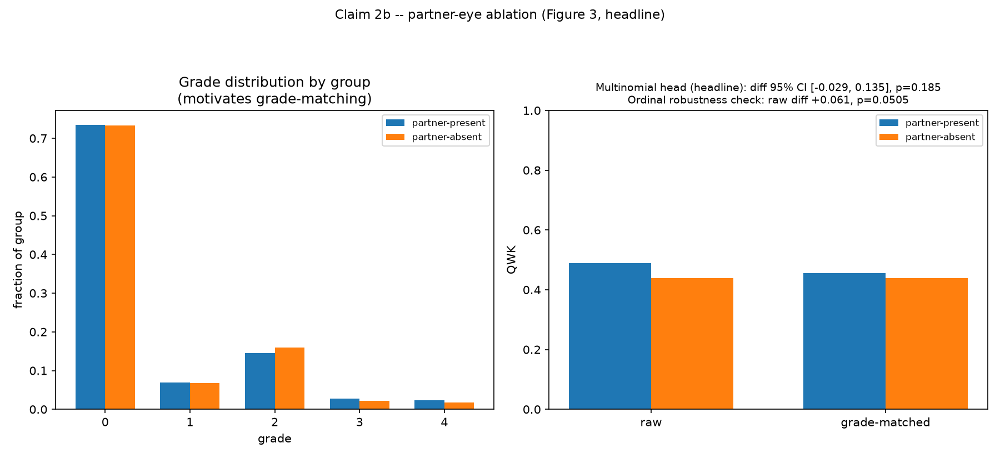 Claim 2b -- partner-eye ablation (Figure 3, headline)
Grade distribution by group
(motivates grade-matching)
partner-present
partner-absent
fraction of group
0.7
0.6
0.5
0.4
0.3
0.2
0.1
0.0
0 1 2 3 4
grade
Multinomial head (headline): diff 95% CI [-0.029, 0.135], p=0.185
Ordinal robustness check: raw diff +0.061, p=0.0505
partner-present
partner-absent
QWK
1.0
0.8
0.6
0.4
0.2
0.0
raw grade-matched